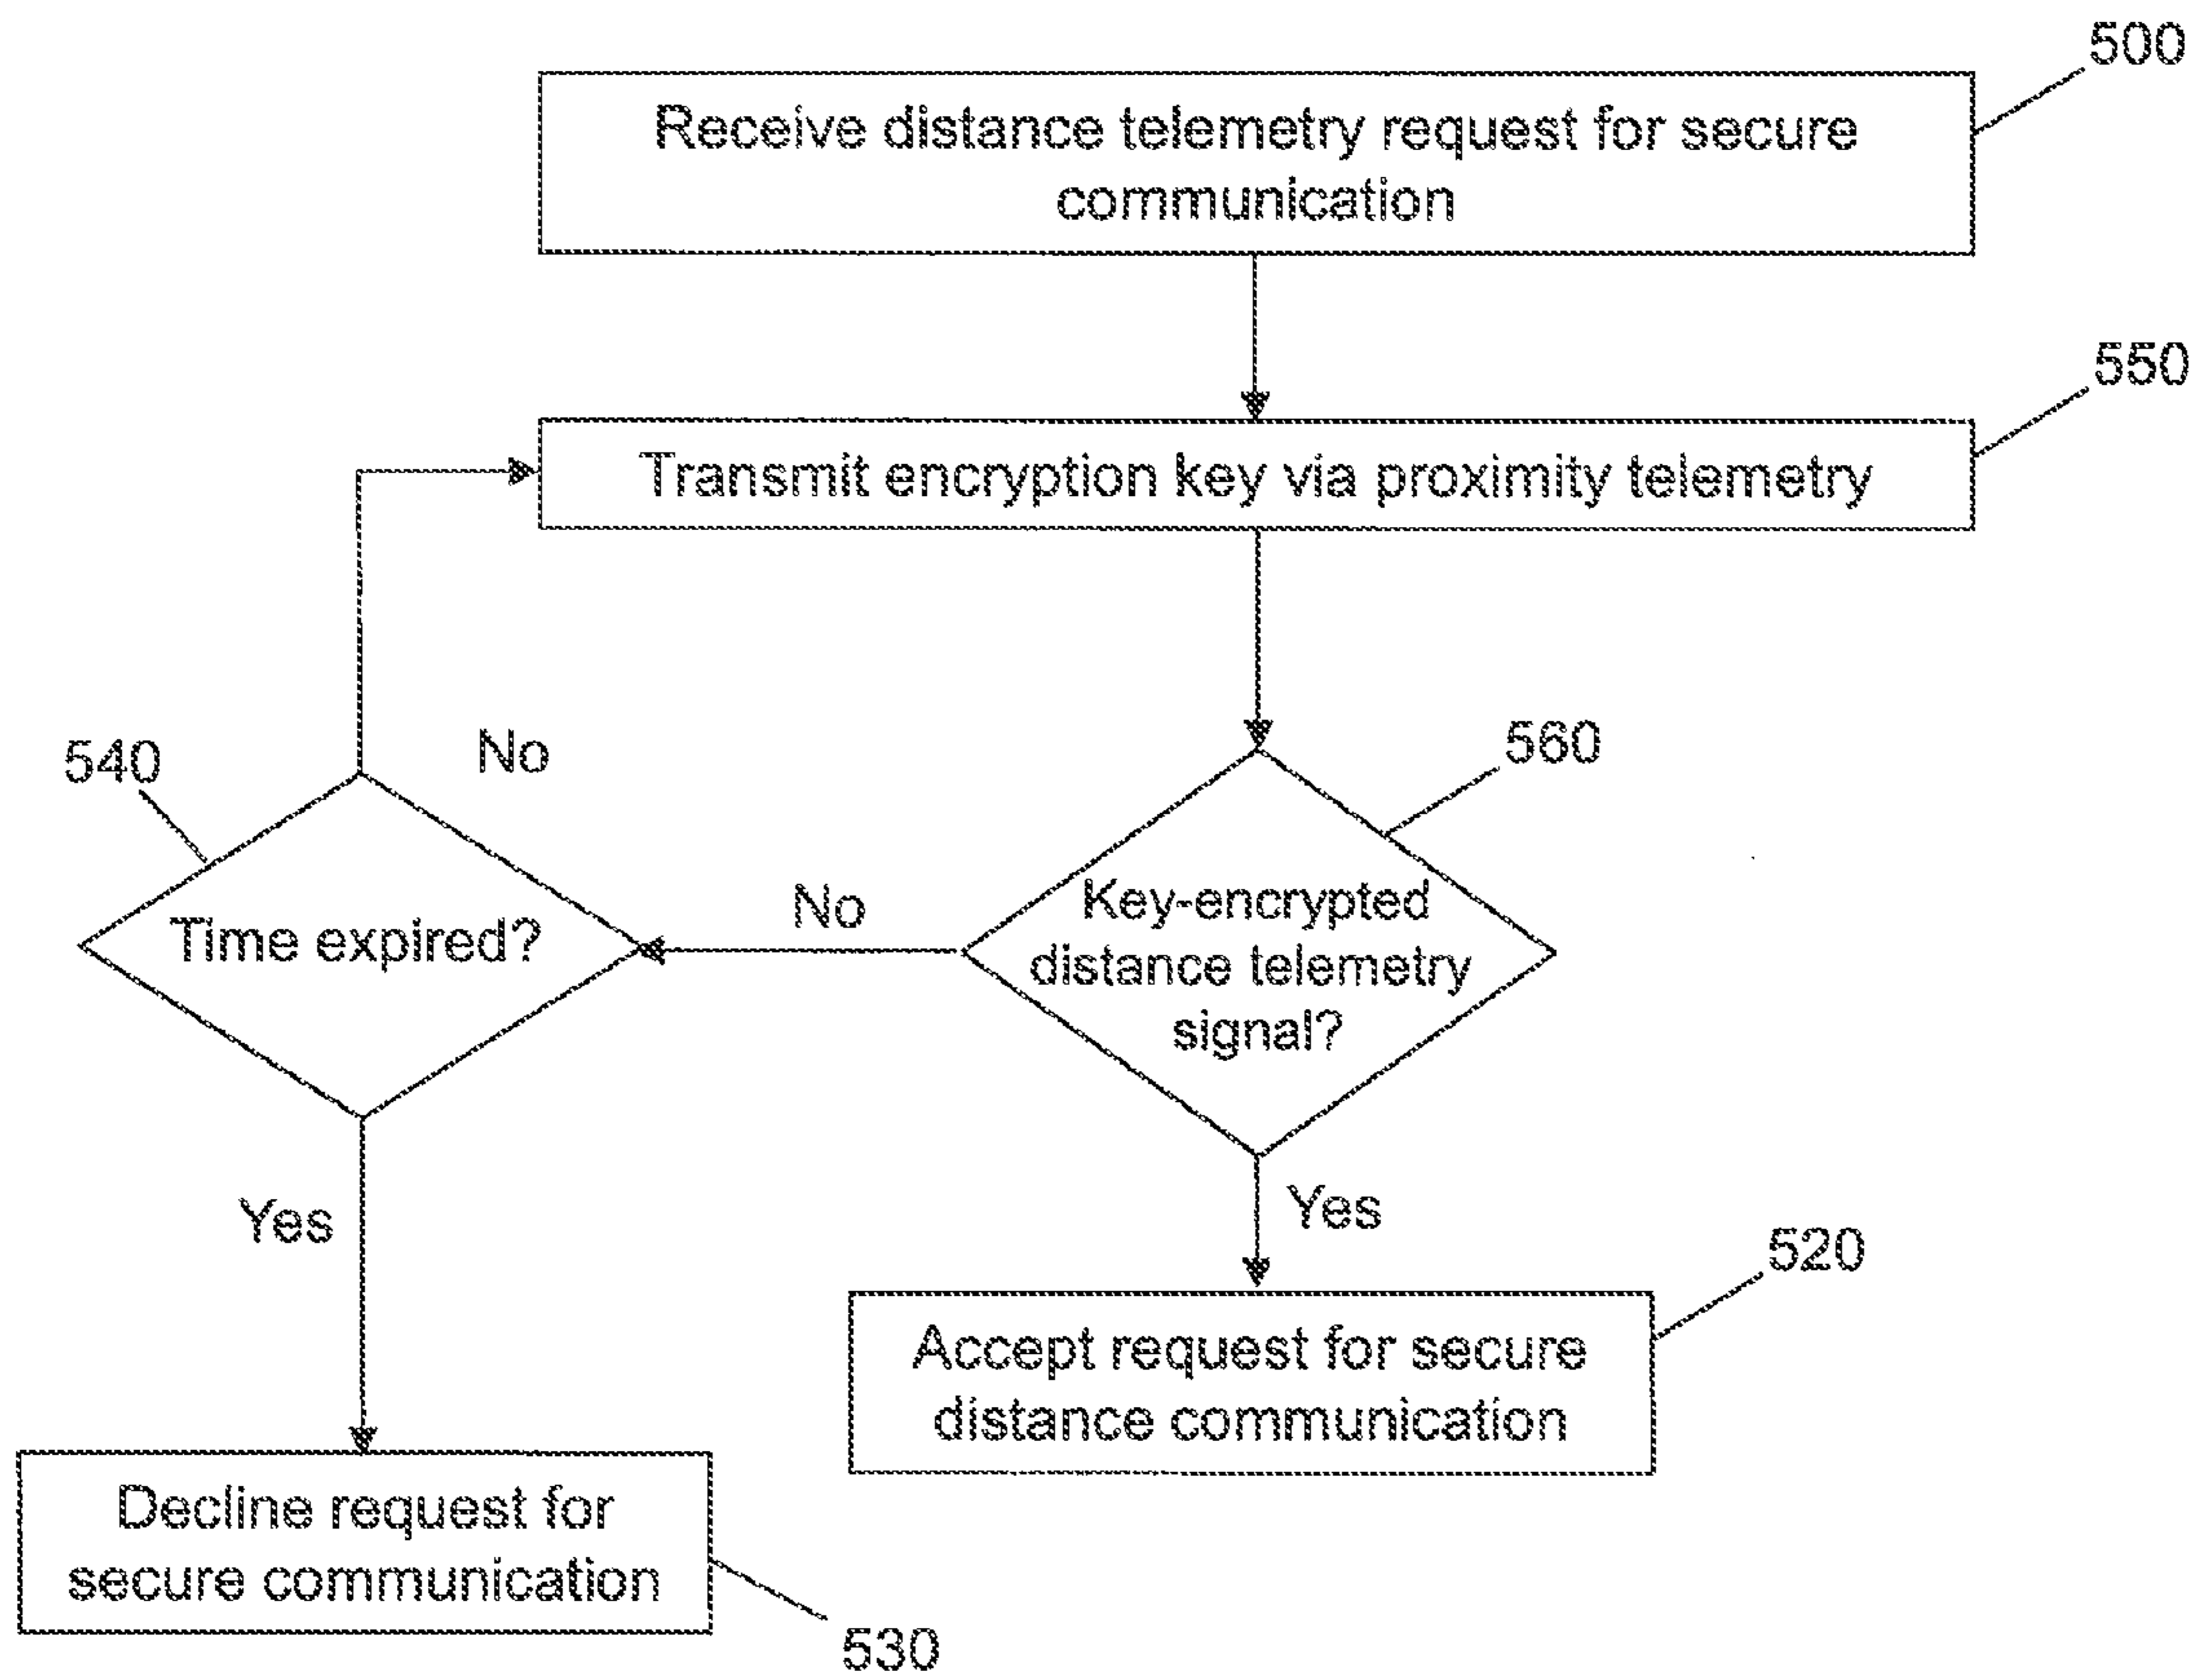 500
Receive distance telemetry request for secure
communication
550
Transmit encryption key via proximity telemetry
540
No
560
Time expired?
No
Key-encrypted
distance telemetry
signal?
Yes
Yes
520
Accept request for secure
distance communication
Decline request for
secure communication
530